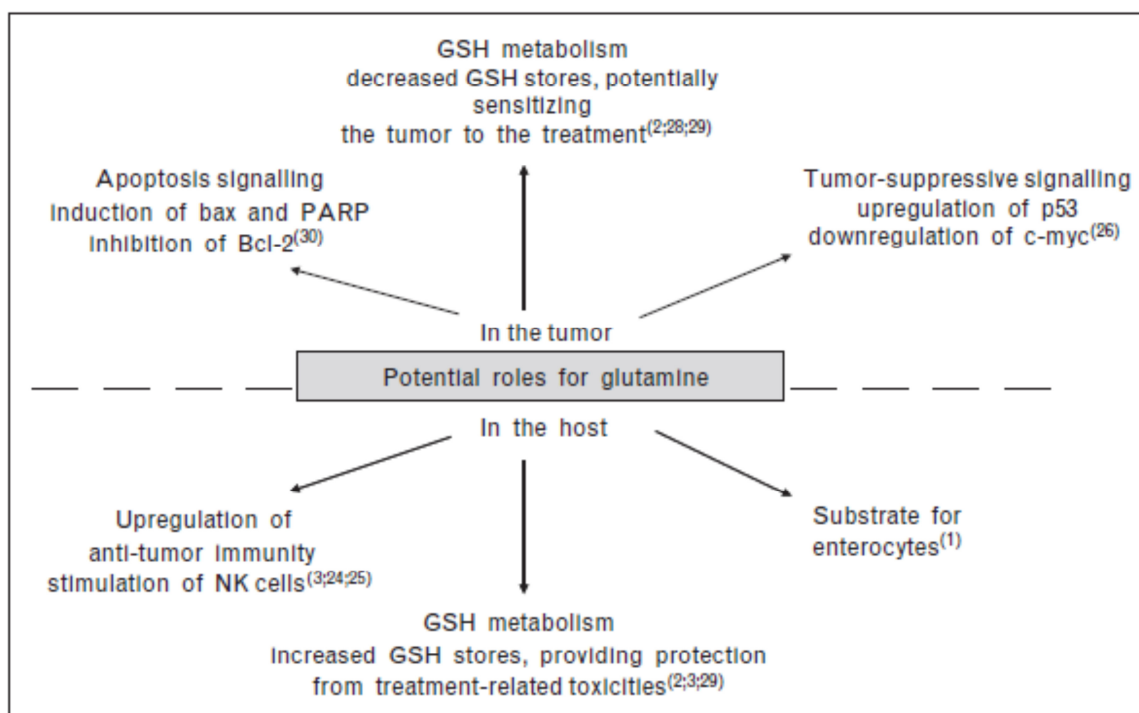 GSH metabolism
decreased GSH stores, potentially
sensitizing
the tumor to the treatment(2;28;29)
Apoptosis signalling
induction of bax and PARP
inhibition of Bcl-2(30)
Tumor-suppressive signalling
upregulation of p53
downregulation of c-myc(26)
In the tumor
Potential roles for glutamine
In the host
Upregulation of
anti-tumor immunity
stimulation of NK cells(3;24;25)
Substrate for
enterocytes(1)
GSH metabolism
increased GSH stores, providing protection
from treatment-related toxicities(2;3;29)